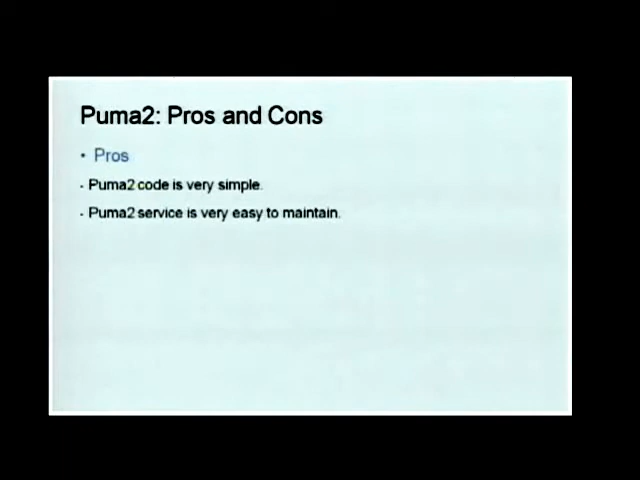 Puma2: Pros and Cons
• Pros
- Puma2 code is very simple.
- Puma2 service is very easy to maintain.